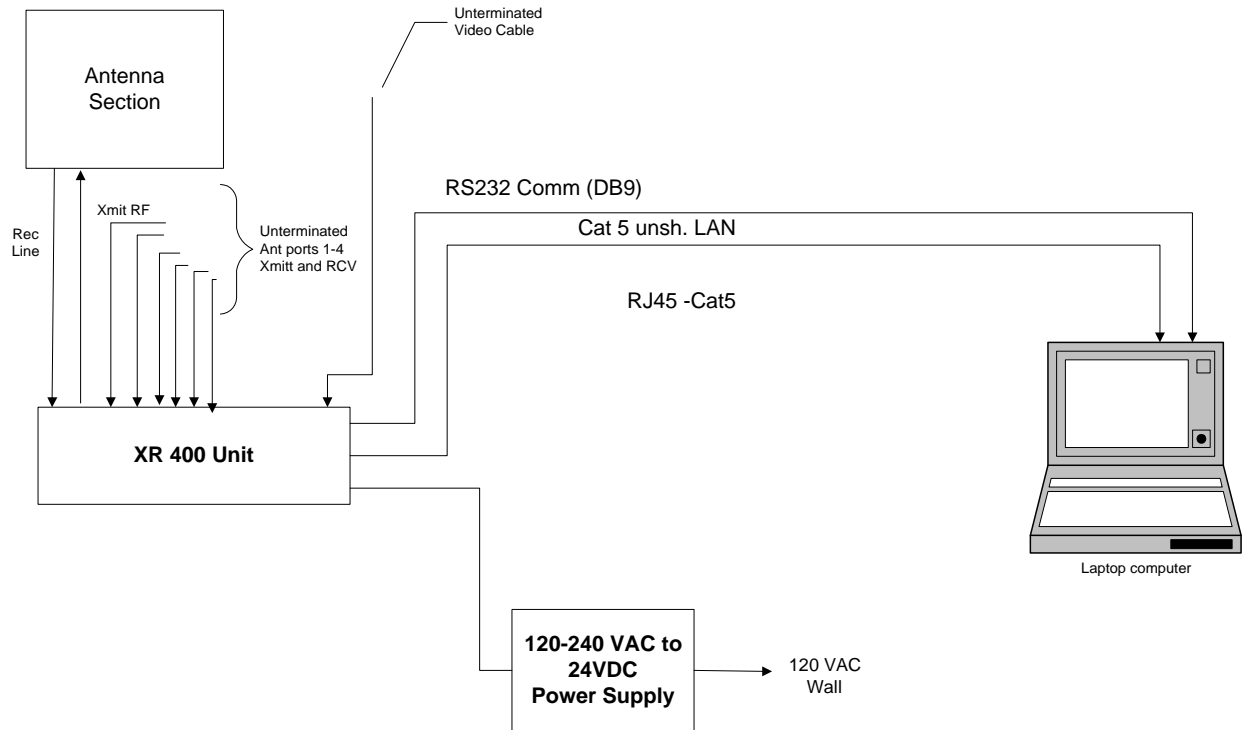 Unterminated
Video Cable
Antenna
Section
RS232 Comm (DB9)
Xmit RF
Rec
Line
Unterminated
Ant ports 1-4
Xmitt and RCV
Cat 5 unsh. LAN
RJ45 -Cat5
XR 400 Unit
Laptop computer
120-240 VAC to
24VDC
Power Supply
120 VAC
Wall